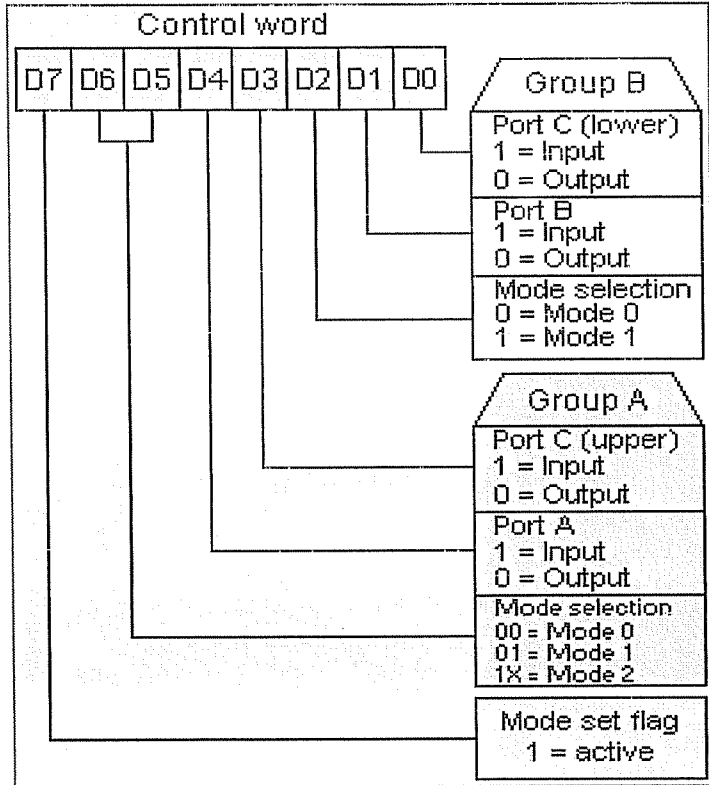 Control word
D7 D6 D5 D4 D3 D2 D1 D0
Group B
Port C (lower)
1 = Input
0 = Output
Port B
1 = Input
0 = Output
Mode selection
0 = Mode 0
1 = Mode 1
Group A
Port C (upper)
1 = Input
0 = Output
Port A
1 = Input
0 = Output
Mode selection
00 = Mode 0
01 = Mode 1
1X = Mode 2
Mode set flag
1 = active